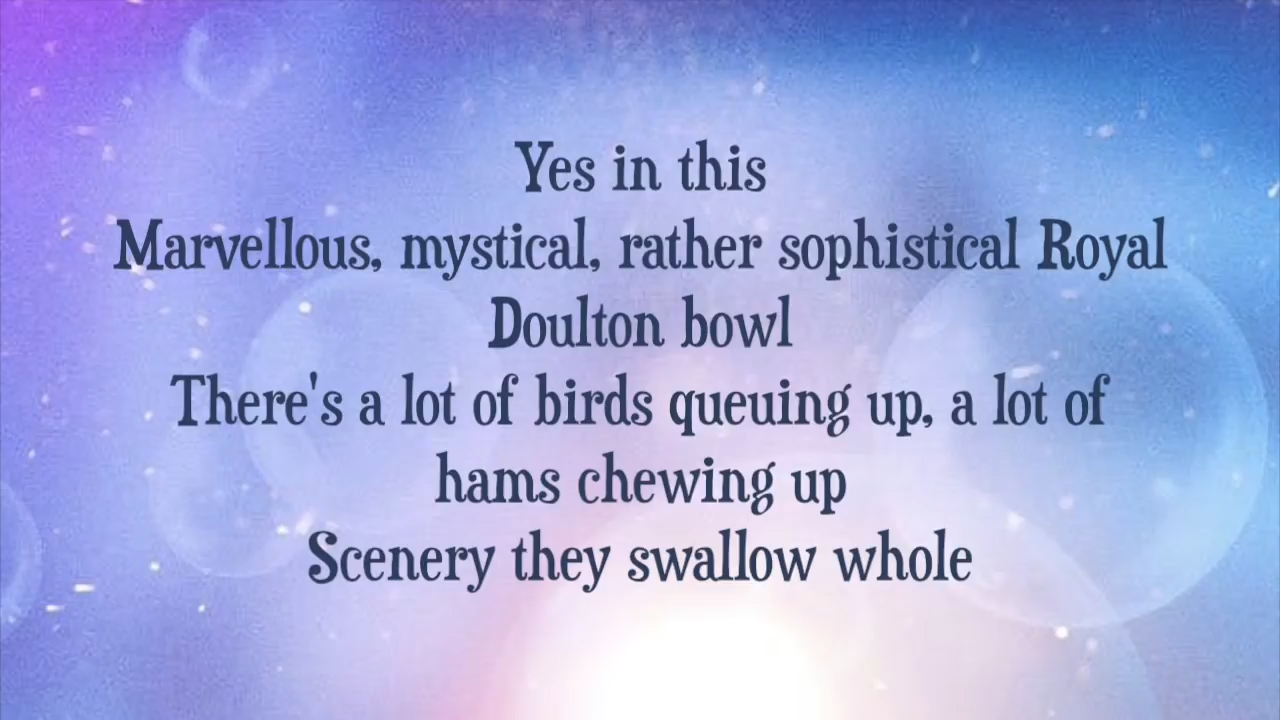 Yes in this
Marvellous, mystical, rather sophistical Royal
Doulton bowl
There's a lot of birds queuing up, a lot of
hams chewing up
Scenery they swallow whole